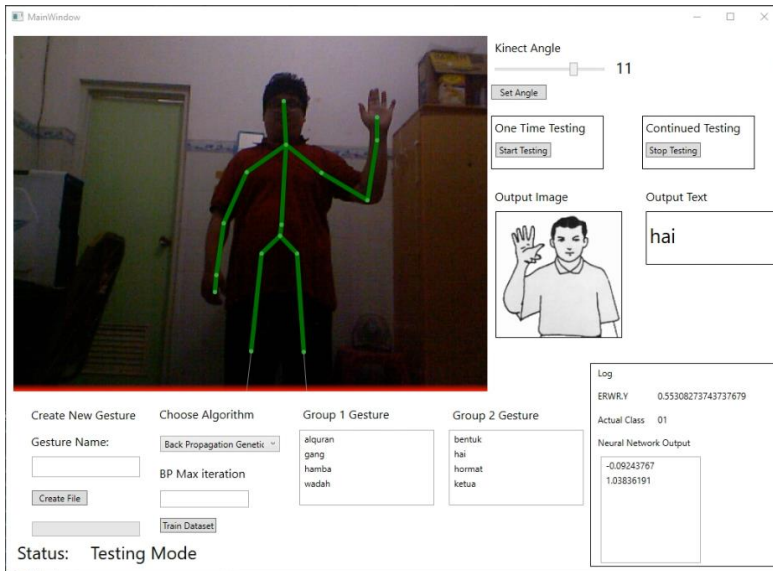 MainWindow
Kinect Angle
11
Set Angle
One Time Testing
Start Testing
Continued Testing
Stop Testing
Output Image
Output Text
hai
Log
ERWR.Y 0.55308273743737679
Actual Class 01
Neural Network Output
-0.09243767
1.03836191
Create New Gesture
Gesture Name:
Create File
Choose Algorithm
Back Propagation Genetic
BP Max iteration
Train Dataset
Group 1 Gesture
alquran
gang
hamba
wadah
Group 2 Gesture
bentuk
hai
hormat
ketua
Status: Testing Mode